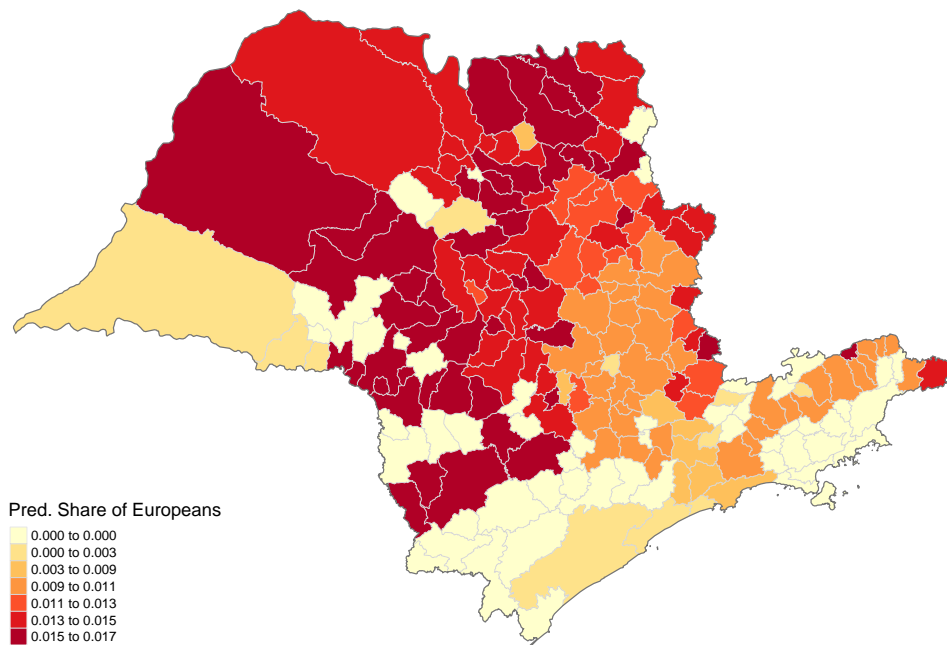 Pred. Share of Europeans
0.000 to 0.000
0.000 to 0.003
0.003 to 0.009
0.009 to 0.011
0.011 to 0.013
0.013 to 0.015
0.015 to 0.017